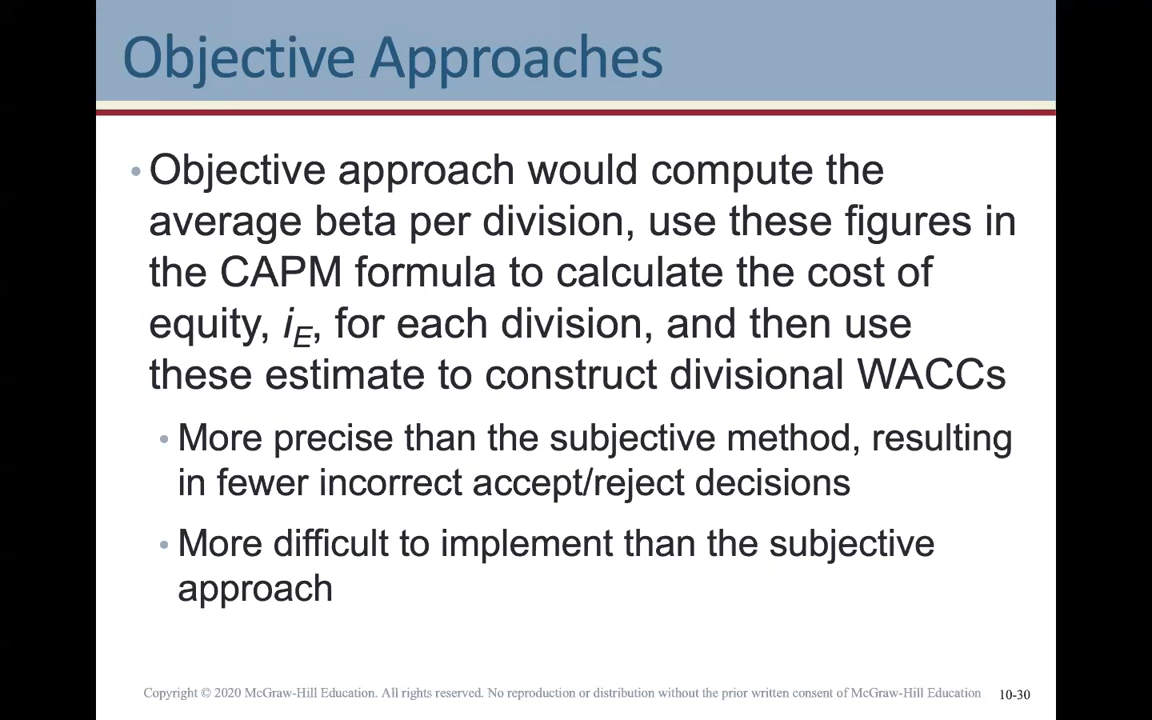 Objective Approaches
• Objective approach would compute the
average beta per division, use these figures in
the CAPM formula to calculate the cost of
equity, iE, for each division, and then use
these estimate to construct divisional WACCs
• More precise than the subjective method, resulting
in fewer incorrect accept/reject decisions
• More difficult to implement than the subjective
approach
Copyright © 2020 McGraw-Hill Education. All rights reserved. No reproduction or distribution without the prior written consent of McGraw-Hill Education 10-30